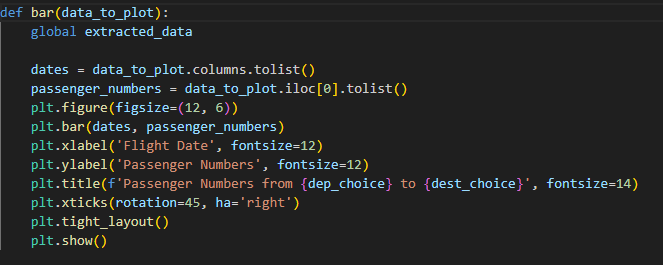 def bar(data_to_plot):
    global extracted_data

    dates = data_to_plot.columns.tolist()
    passenger_numbers = data_to_plot.iloc[0].tolist()
    plt.figure(figsize=(12, 6))
    plt.bar(dates, passenger_numbers)
    plt.xlabel('Flight Date', fontsize=12)
    plt.ylabel('Passenger Numbers', fontsize=12)
    plt.title(f'Passenger Numbers from {dep_choice} to {dest_choice}', fontsize=14)
    plt.xticks(rotation=45, ha='right')
    plt.tight_layout()
    plt.show()